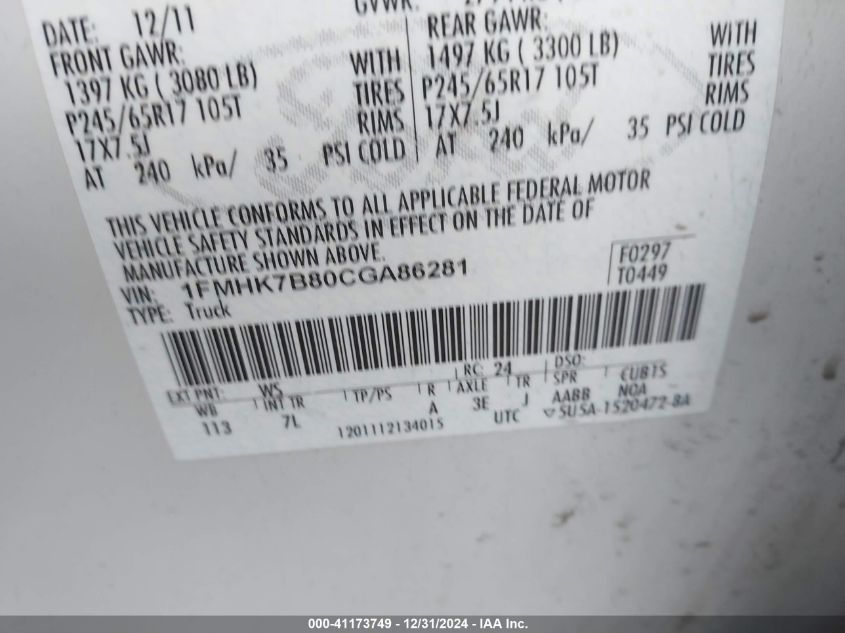 DATE: 12/11 GVWR:
FRONT GAWR: REAR GAWR:
1397 KG ( 3080 LB) WITH 1497 KG ( 3300 LB) WITH
P245/65R17 105T TIRES P245/65R17 105T TIRES
17X7.5J RIMS 17X7.5J RIMS
AT 240 kPa/ 35 PSI COLD AT 240 kPa/ 35 PSI COLD
THIS VEHICLE CONFORMS TO ALL APPLICABLE FEDERAL MOTOR
VEHICLE SAFETY STANDARDS IN EFFECT ON THE DATE OF
MANUFACTURE SHOWN ABOVE.
VIN: 1FMHK7B80CGA86281 F0297
TYPE: Truck T0449
EXT PNT: WS RC: 24 DSO:
WB INT TR TP/PS R AXLE TR SPR CUBTS
113 7L A 3E J AABB NGA
1201112134015 UTC ▽5U5A-1520472-BA
000-41173749 - 12/31/2024 - IAA Inc.